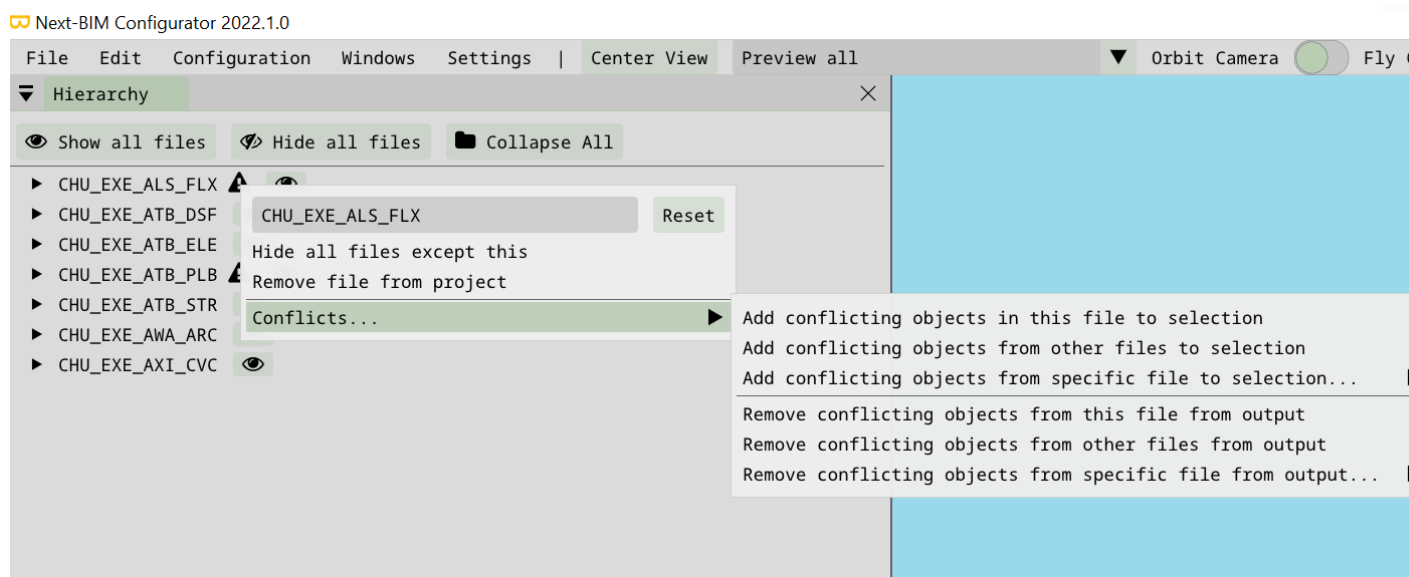 Next-BIM Configurator 2022.1.0
File Edit Configuration Windows Settings | Center View Preview all Orbit Camera Fly
Hierarchy
Show all files Hide all files Collapse All
CHU_EXE_ALS_FLX
CHU_EXE_ATB_DSF
CHU_EXE_ATB_ELE
CHU_EXE_ATB_PLB
CHU_EXE_ATB_STR
CHU_EXE_AWA_ARC
CHU_EXE_AXI_CVC
CHU_EXE_ALS_FLX Reset
Hide all files except this
Remove file from project
Conflicts...
Add conflicting objects in this file to selection
Add conflicting objects from other files to selection
Add conflicting objects from specific file to selection...
Remove conflicting objects from this file from output
Remove conflicting objects from other files from output
Remove conflicting objects from specific file from output...